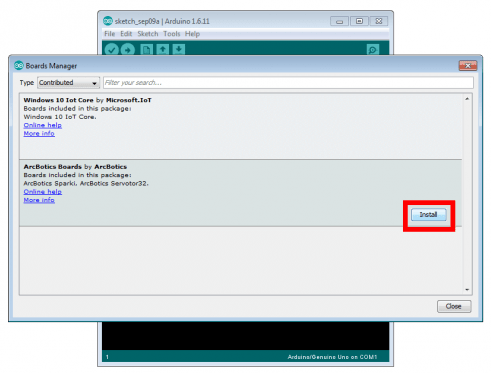 sketch_sep09a | Arduino 1.6.11
File Edit Sketch Tools Help
Boards Manager
Type Contributed Filter your search...
Windows 10 Iot Core by Microsoft.IoT
Boards included in this package:
Windows 10 IoT Core.
Online help
More info
ArcBotics Boards by ArcBotics
Boards included in this package:
ArcBotics Sparki, ArcBotics Servotor32.
Online help
More info
Install
Close
1 Arduino/Genuino Uno on COM1